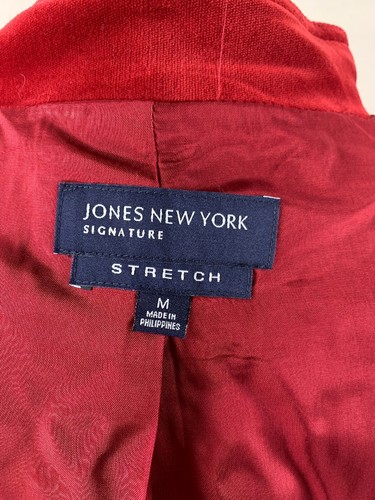 JONES NEW YORK
SIGNATURE
STRETCH
M
MADE IN
PHILIPPINES